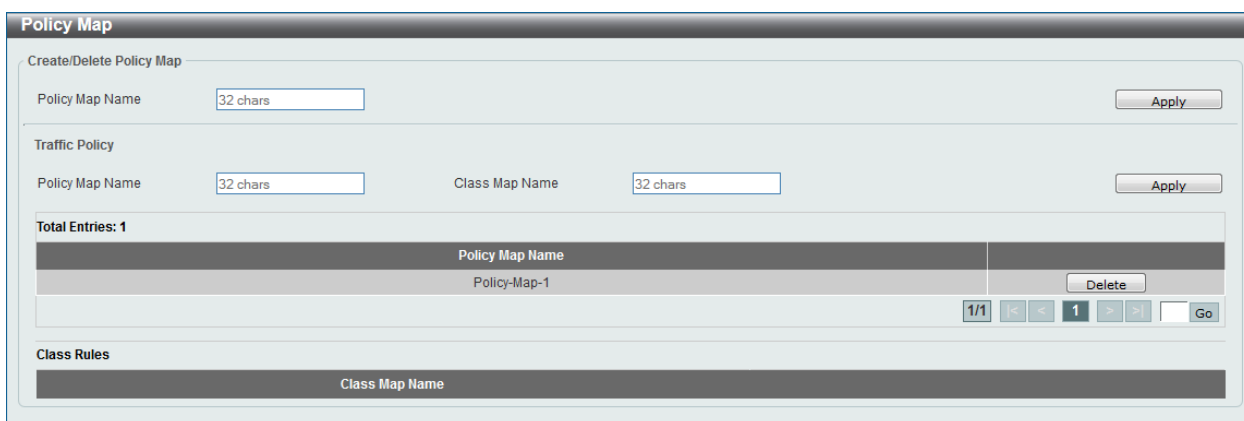 Policy Map
Create/Delete Policy Map
Policy Map Name 32 chars Apply
Traffic Policy
Policy Map Name 32 chars Class Map Name 32 chars Apply
Total Entries: 1
Policy Map Name
Policy-Map-1 Delete
1/1 |< < 1 > >| Go
Class Rules
Class Map Name